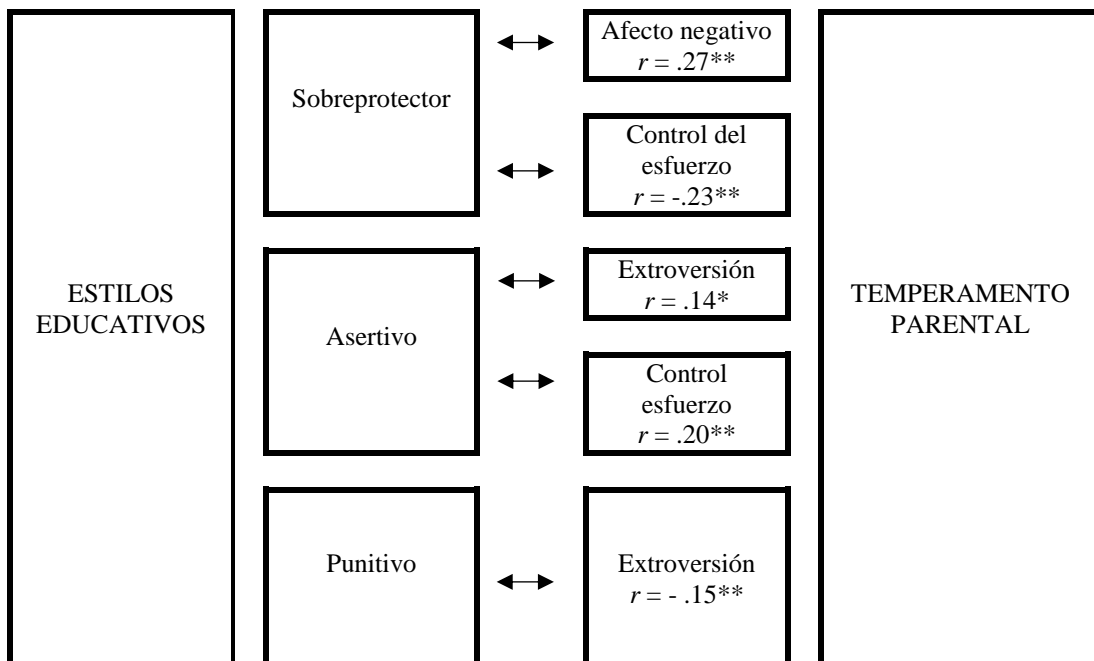 ESTILOS
EDUCATIVOS
Sobreprotector
Afecto negativo
r = .27**
Control del
esfuerzo
r = -.23**
Asertivo
Extroversión
r = .14*
Control
esfuerzo
r = .20**
Punitivo
Extroversión
r = - .15**
TEMPERAMENTO
PARENTAL